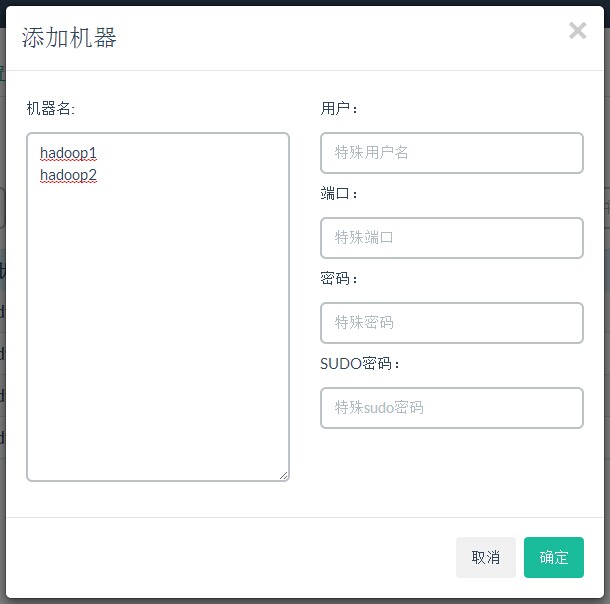 添加机器
×
机器名:
hadoop1
hadoop2
用户：
特殊用户名
端口：
特殊端口
密码：
特殊密码
SUDO密码：
特殊sudo密码
取消
确定